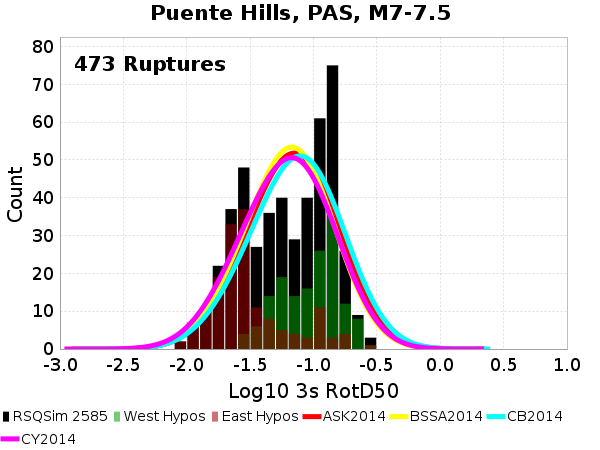 Puente Hills, PAS, M7-7.5
473 Ruptures
80
70
60
50
40
30
20
10
0
Count
-3.0 -2.5 -2.0 -1.5 -1.0 -0.5 0.0 0.5 1.0
Log10 3s RotD50
RSQSim 2585 West Hypos East Hypos ASK2014 BSSA2014 CB2014
CY2014